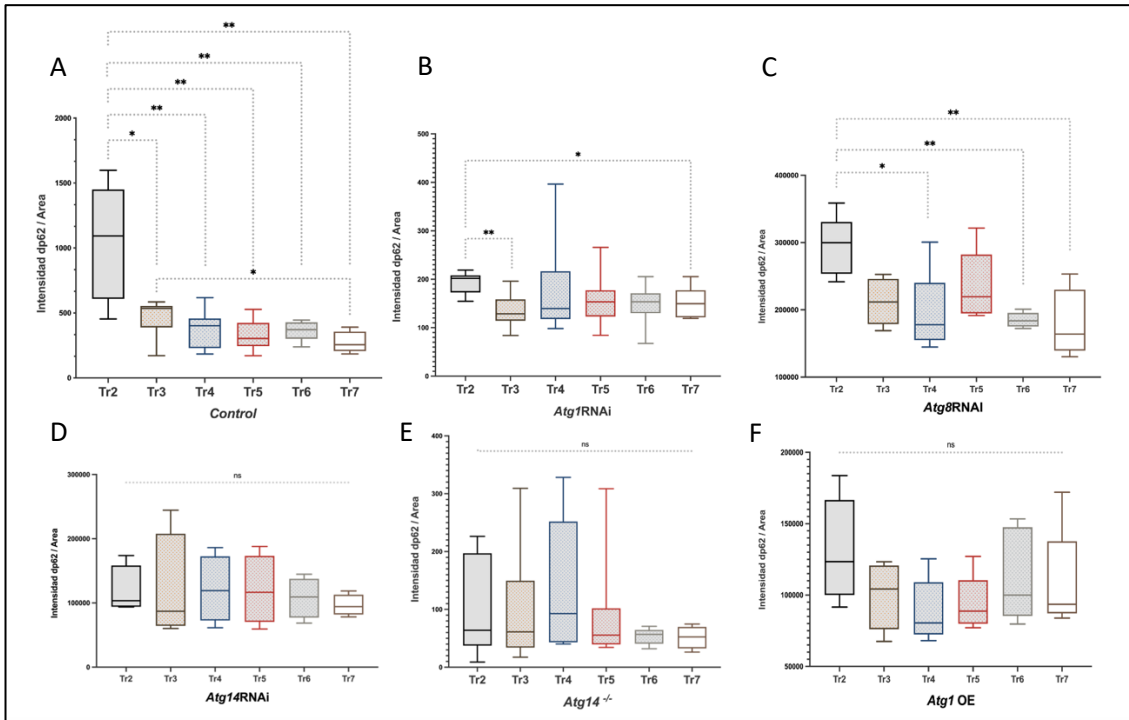 A
**
**
**
**
*
*
Intensidad dp62 / Area
2000
1500
1000
500
0
Tr2 Tr3 Tr4 Tr5 Tr6 Tr7
Control
B
*
**
Intensidad dp62 / Area
500
400
300
200
100
0
Tr2 Tr3 Tr4 Tr5 Tr6 Tr7
Atg1RNAi
C
**
**
*
Intensidad dp62 / Area
400000
300000
200000
100000
Tr2 Tr3 Tr4 Tr5 Tr6 Tr7
Atg8RNAI
D
ns
Intensidad dp62 / Area
300000
200000
100000
0
Tr2 Tr3 Tr4 Tr5 Tr6 Tr7
Atg14RNAi
E
ns
Intensidad dp62 / Area
400
300
200
100
0
Tr2 Tr3 Tr4 Tr5 Tr6 Tr7
Atg14 -/-
F
ns
Intensidad dp62 / Area
200000
150000
100000
50000
Tr2 Tr3 Tr4 Tr5 Tr6 Tr7
Atg1 OE